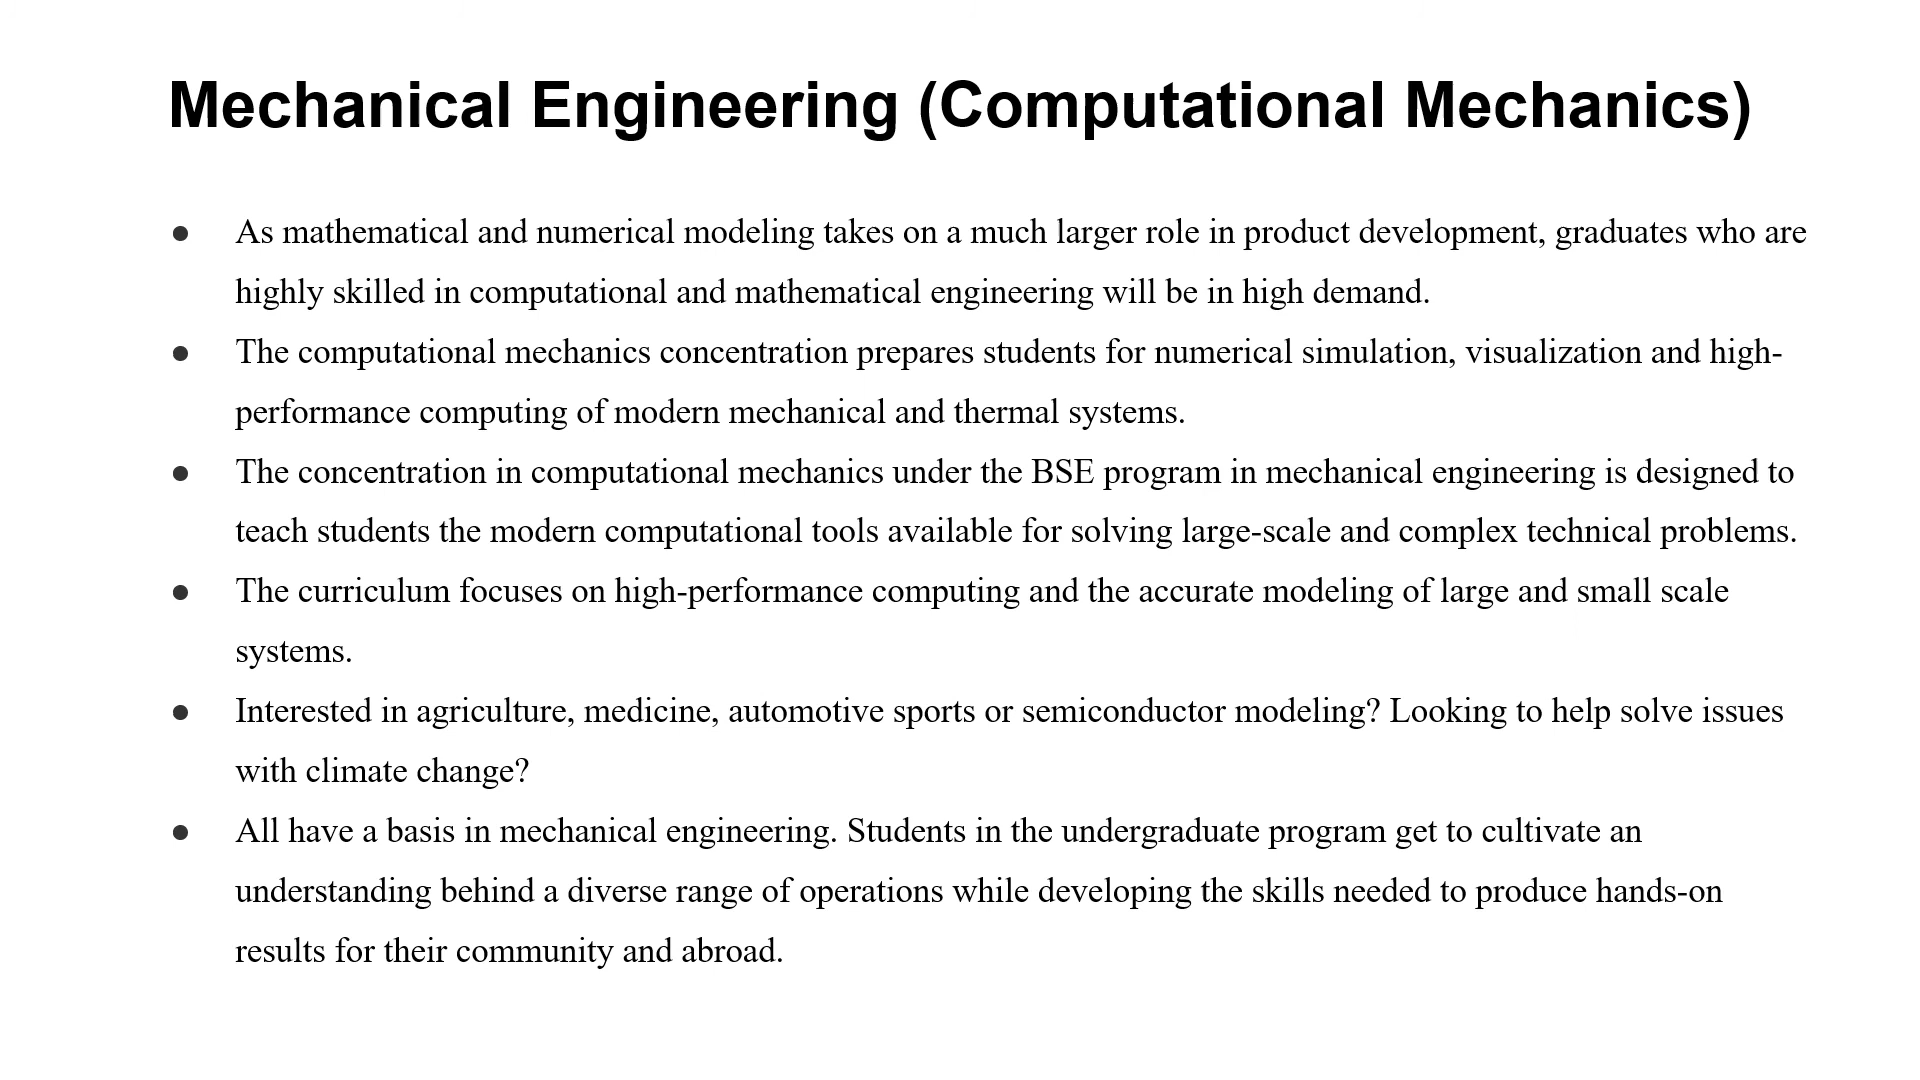 Mechanical Engineering (Computational Mechanics)
● As mathematical and numerical modeling takes on a much larger role in product development, graduates who are
highly skilled in computational and mathematical engineering will be in high demand.
● The computational mechanics concentration prepares students for numerical simulation, visualization and high-
performance computing of modern mechanical and thermal systems.
● The concentration in computational mechanics under the BSE program in mechanical engineering is designed to
teach students the modern computational tools available for solving large-scale and complex technical problems.
● The curriculum focuses on high-performance computing and the accurate modeling of large and small scale
systems.
● Interested in agriculture, medicine, automotive sports or semiconductor modeling? Looking to help solve issues
with climate change?
● All have a basis in mechanical engineering. Students in the undergraduate program get to cultivate an
understanding behind a diverse range of operations while developing the skills needed to produce hands-on
results for their community and abroad.